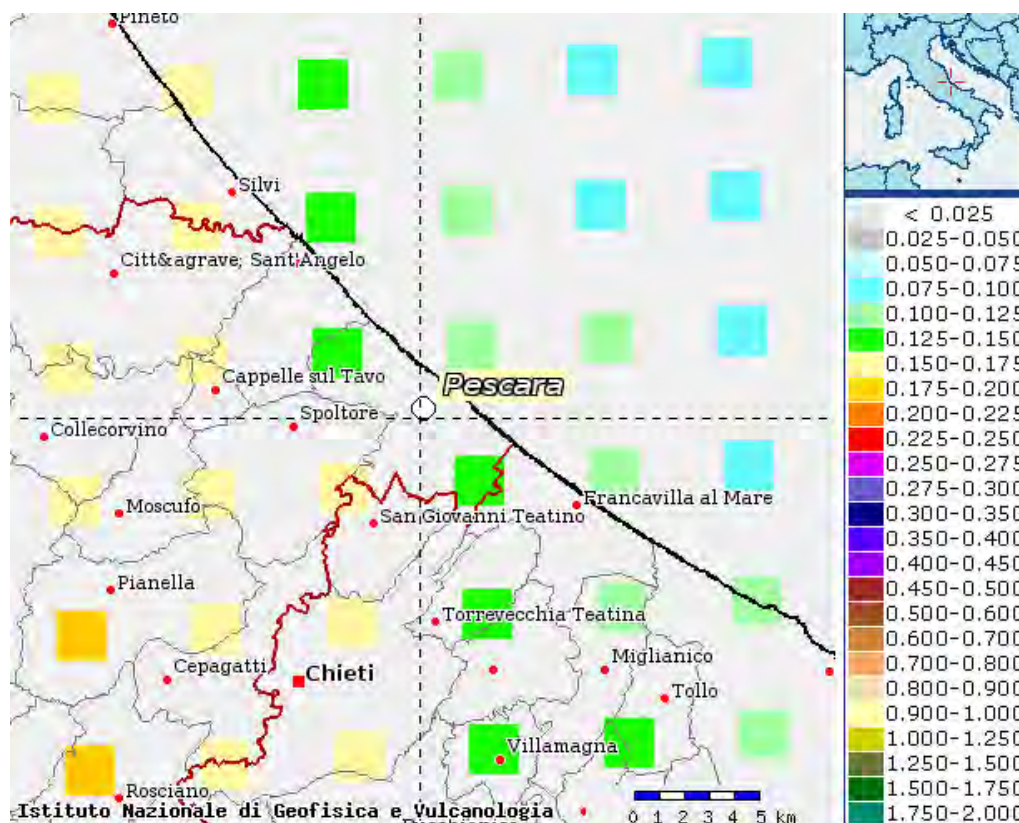 Pineto
Silvi
Citt&agrave; Sant'Angelo
Cappelle sul Tavo
Pescara
Spoltore
Collecorvino
Moscufo
Francavilla al Mare
San Giovanni Teatino
Pianella
Torrevecchia Teatina
Cepagatti
Chieti
Miglianico
Tollo
Villamagna
Rosciano
Istituto Nazionale di Geofisica e Vulcanologia
0 1 2 3 4 5 km
< 0.025
0.025-0.050
0.050-0.075
0.075-0.100
0.100-0.125
0.125-0.150
0.150-0.175
0.175-0.200
0.200-0.225
0.225-0.250
0.250-0.275
0.275-0.300
0.300-0.350
0.350-0.400
0.400-0.450
0.450-0.500
0.500-0.600
0.600-0.700
0.700-0.800
0.800-0.900
0.900-1.000
1.000-1.250
1.250-1.500
1.500-1.750
1.750-2.000